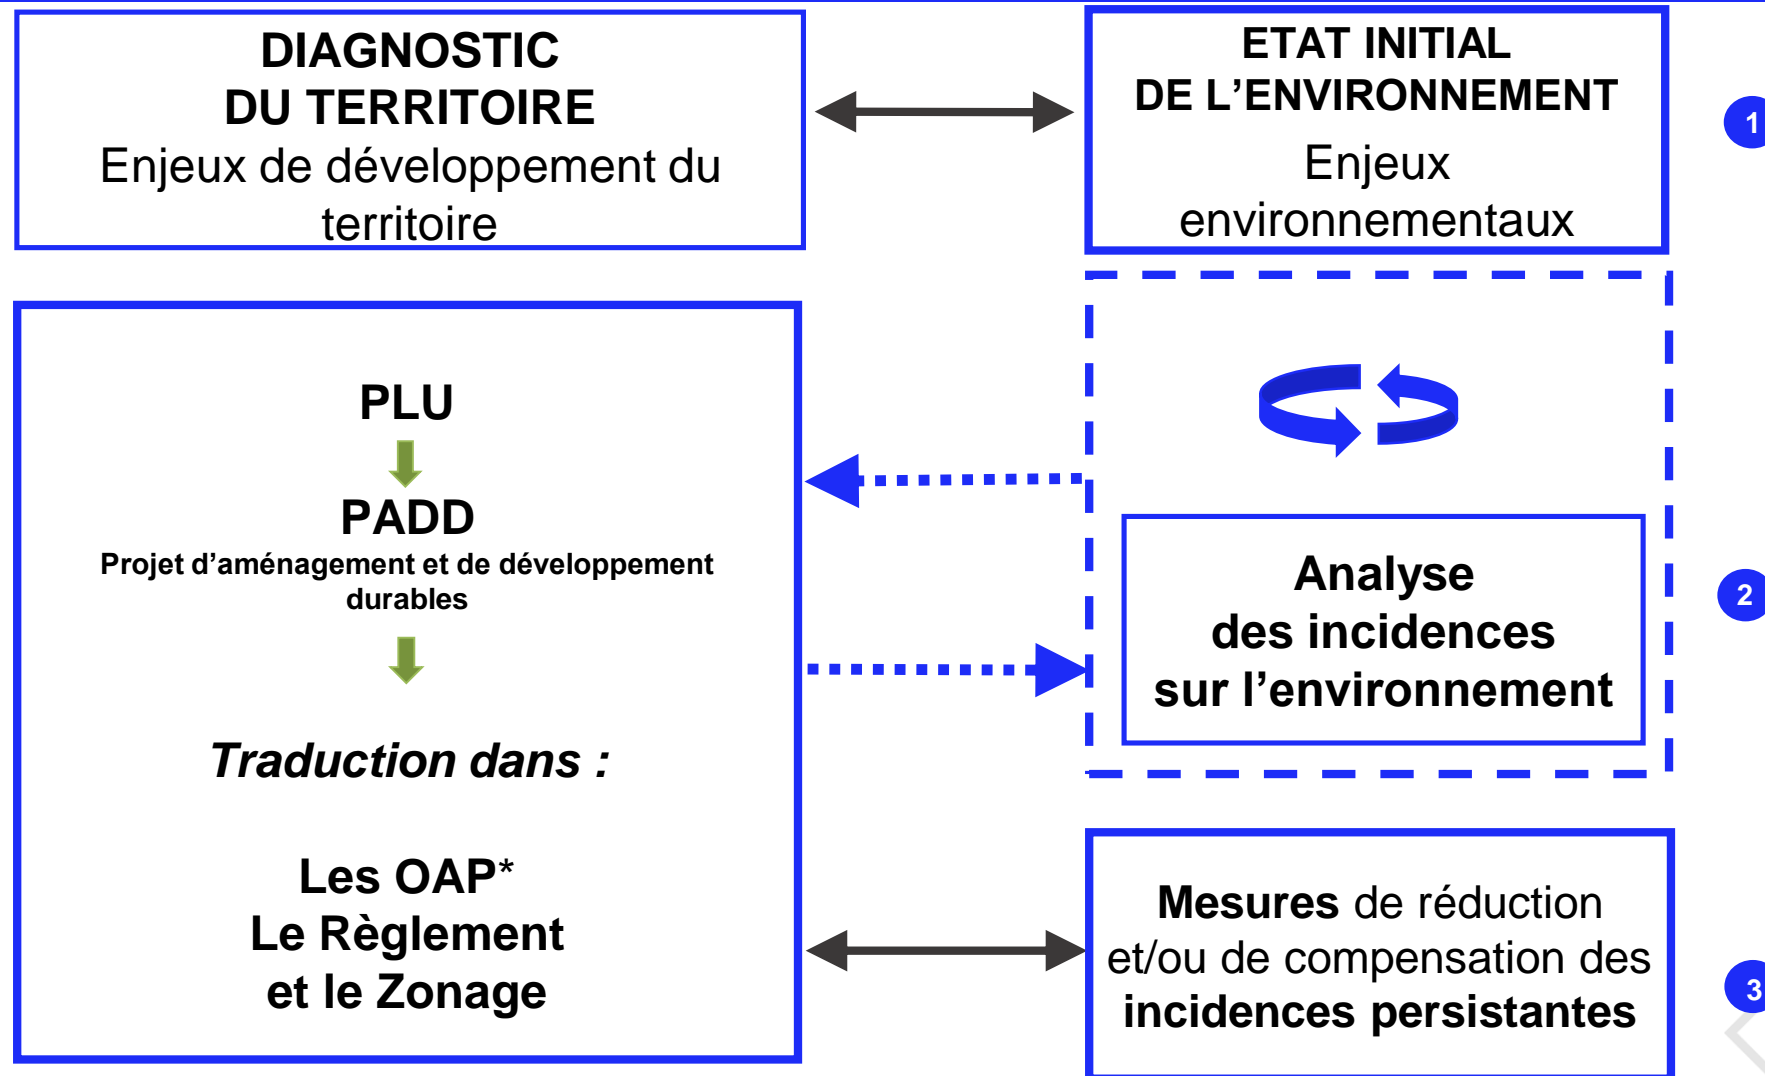 DIAGNOSTIC
DU TERRITOIRE
Enjeux de développement du
territoire
ETAT INITIAL
DE L’ENVIRONNEMENT
Enjeux
environnementaux
1
PLU
PADD
Projet d’aménagement et de développement
durables
Traduction dans :
Les OAP*
Le Règlement
et le Zonage
Analyse
des incidences
sur l’environnement
2
Mesures de réduction
et/ou de compensation des
incidences persistantes
3